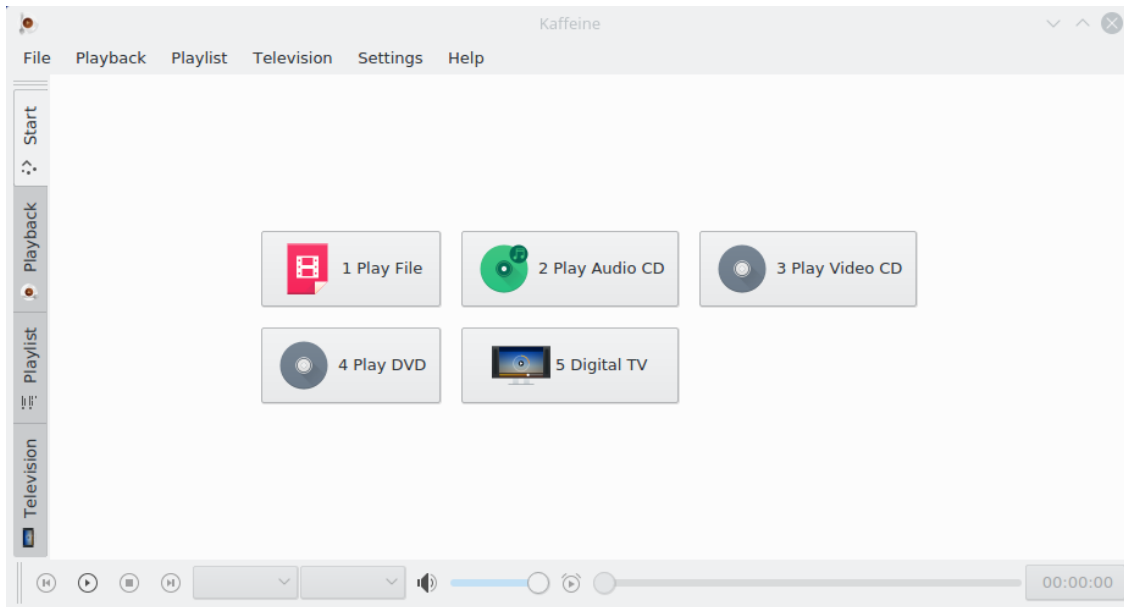 Kaffeine
File Playback Playlist Television Settings Help
Start
Playback
Playlist
Television
1 Play File
2 Play Audio CD
3 Play Video CD
4 Play DVD
5 Digital TV
00:00:00